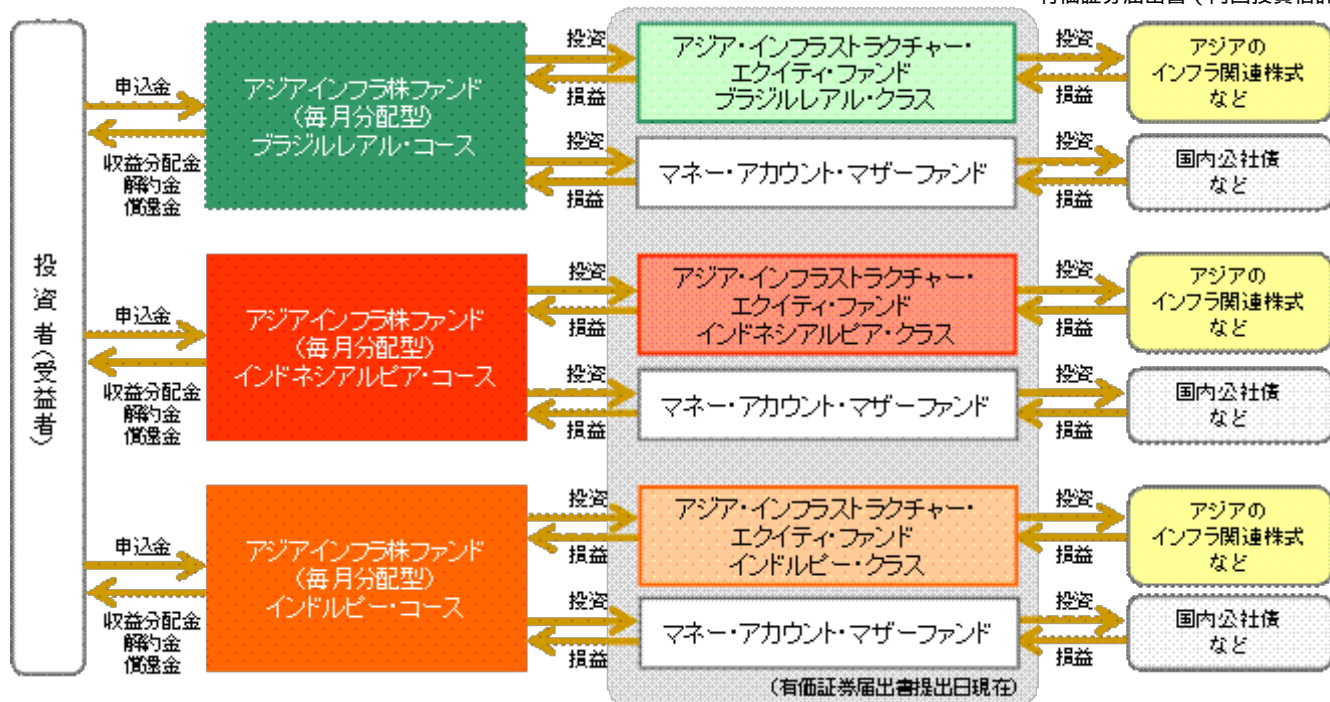 有価証券届出書（内国投資信託
投資者(受益者)
申込金
収益分配金
解約金
償還金
アジアインフラ株ファンド
(毎月分配型)
ブラジルレアル・コース
投資
損益
投資
損益
アジア・インフラストラクチャー・
エクイティ・ファンド
ブラジルレアル・クラス
マネー・アカウント・マザーファンド
投資
損益
投資
損益
アジアの
インフラ関連株式
など
国内公社債
など
申込金
収益分配金
解約金
償還金
アジアインフラ株ファンド
(毎月分配型)
インドネシアルピア・コース
投資
損益
投資
損益
アジア・インフラストラクチャー・
エクイティ・ファンド
インドネシアルピア・クラス
マネー・アカウント・マザーファンド
投資
損益
投資
損益
アジアの
インフラ関連株式
など
国内公社債
など
申込金
収益分配金
解約金
償還金
アジアインフラ株ファンド
(毎月分配型)
インドルピー・コース
投資
損益
投資
損益
アジア・インフラストラクチャー・
エクイティ・ファンド
インドルピー・クラス
マネー・アカウント・マザーファンド
投資
損益
投資
損益
アジアの
インフラ関連株式
など
国内公社債
など
(有価証券届出書提出日現在)